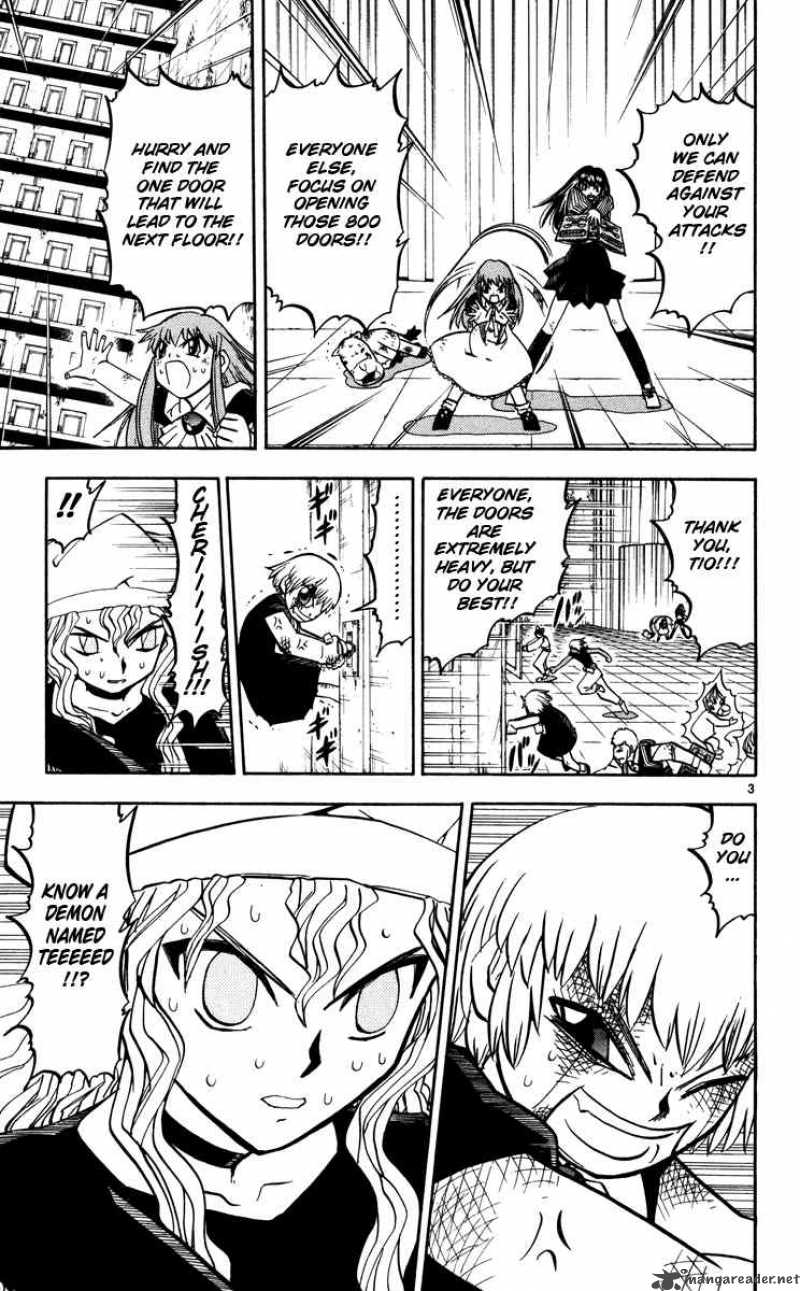 ONLY
WE CAN
DEFEND
AGAINST
YOUR
ATTACKS
!!
EVERYONE
ELSE,
FOCUS ON
OPENING
THOSE 800
DOORS!!
HURRY AND
FIND THE
ONE DOOR
THAT WILL
LEAD TO THE
NEXT FLOOR!!
THANK
YOU,
TIO!!!
EVERYONE,
THE DOORS
ARE
EXTREMELY
HEAVY, BUT
DO YOUR
BEST!!
.........
ギギ
ギギ
CHERIIIIIISH!!!
!!
3
DO
YOU
...
KNOW A
DEMON
NAMED
TEEEEED
!!?
mangareader.net